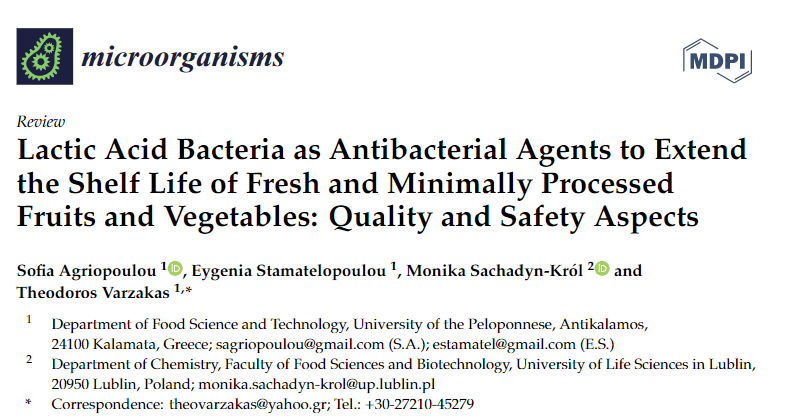 microorganisms
MDPI
Review
Lactic Acid Bacteria as Antibacterial Agents to Extend
the Shelf Life of Fresh and Minimally Processed
Fruits and Vegetables: Quality and Safety Aspects
Sofia Agriopoulou 1 iD, Eygenia Stamatelopoulou 1, Monika Sachadyn-Król 2 iD and
Theodoros Varzakas 1,*
1 Department of Food Science and Technology, University of the Peloponnese, Antikalamos,
24100 Kalamata, Greece; sagriopoulou@gmail.com (S.A.); estamatel@gmail.com (E.S.)
2 Department of Chemistry, Faculty of Food Sciences and Biotechnology, University of Life Sciences in Lublin,
20950 Lublin, Poland; monika.sachadyn-krol@up.lublin.pl
* Correspondence: theovarzakas@yahoo.gr; Tel.: +30-27210-45279